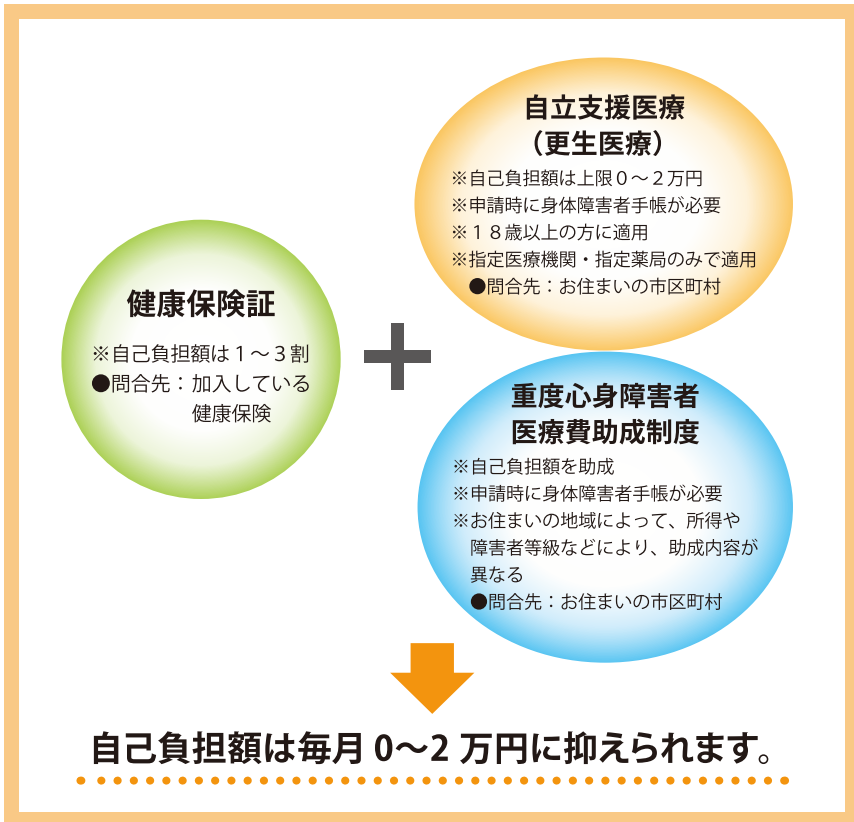 自立支援医療
（更生医療）
※自己負担額は上限０～２万円
※申請時に身体障害者手帳が必要
※１８歳以上の方に適用
※指定医療機関・指定薬局のみで適用
●問合先：お住まいの市区町村
健康保険証
※自己負担額は１～３割
●問合先：加入している
健康保険
＋
重度心身障害者
医療費助成制度
※自己負担額を助成
※申請時に身体障害者手帳が必要
※お住まいの地域によって、所得や
障害者等級などにより、助成内容が
異なる
●問合先：お住まいの市区町村
自己負担額は毎月 0～2 万円に抑えられます。